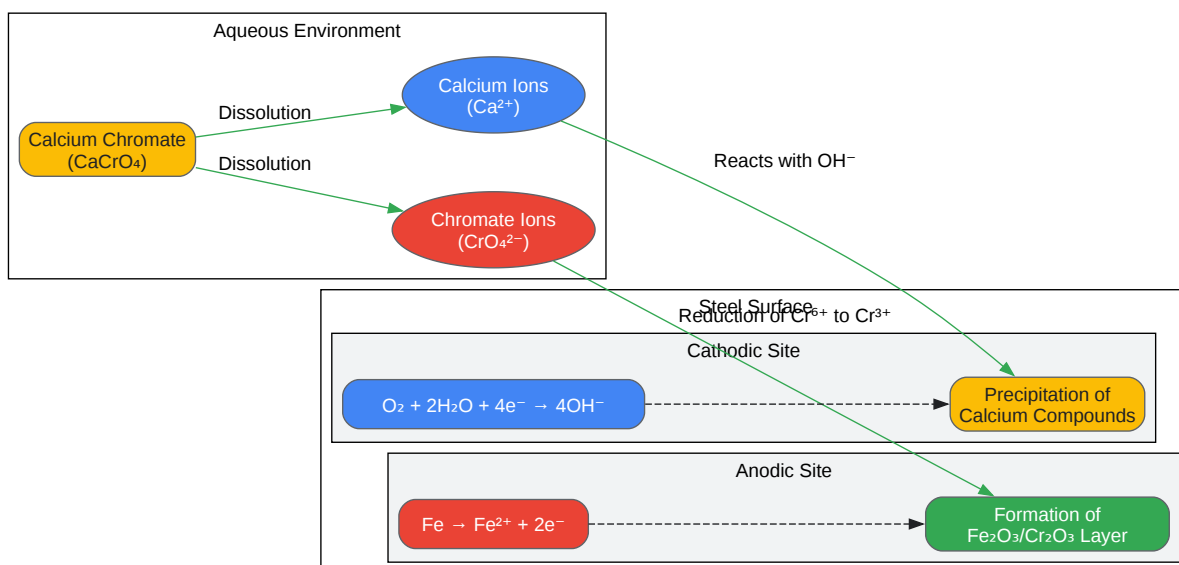 Aqueous Environment
Calcium Ions
(Ca²⁺)
Dissolution
Calcium Chromate
(CaCrO₄)
Dissolution
Reacts with OH⁻
Chromate Ions
(CrO₄²⁻)
Steel Surface
Reduction of Cr⁶⁺ to Cr³⁺
Cathodic Site
O₂ + 2H₂O + 4e⁻ → 4OH⁻
Precipitation of
Calcium Compounds
Anodic Site
Fe → Fe²⁺ + 2e⁻
Formation of
Fe₂O₃/Cr₂O₃ Layer